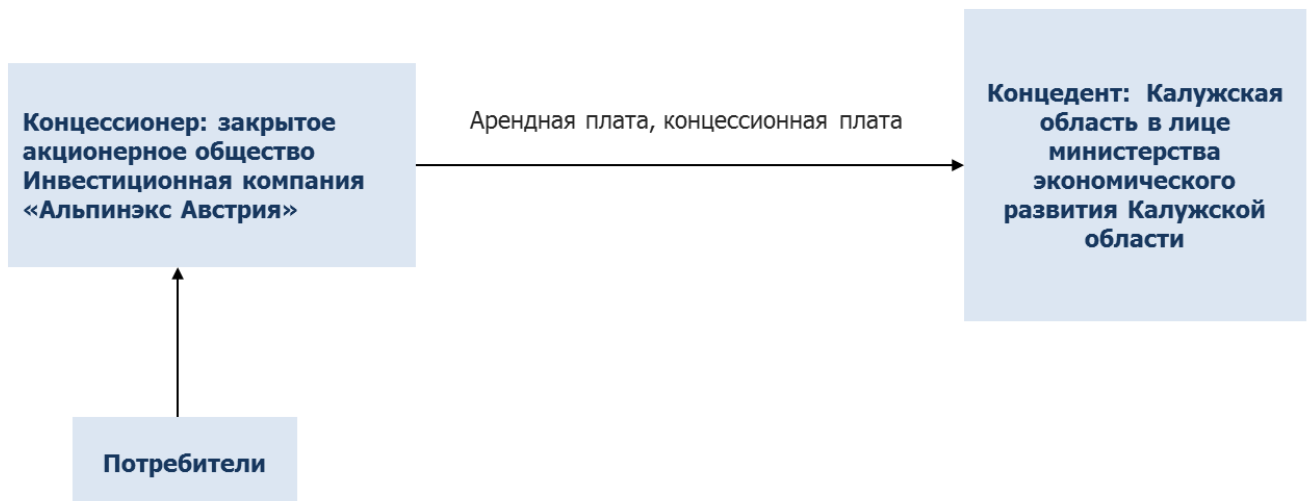 Концессионер: закрытое
акционерное общество
Инвестиционная компания
«Альпинэкс Австрия»
Арендная плата, концессионная плата
Концедент: Калужская
область в лице
министерства
экономического
развития Калужской
области
Потребители